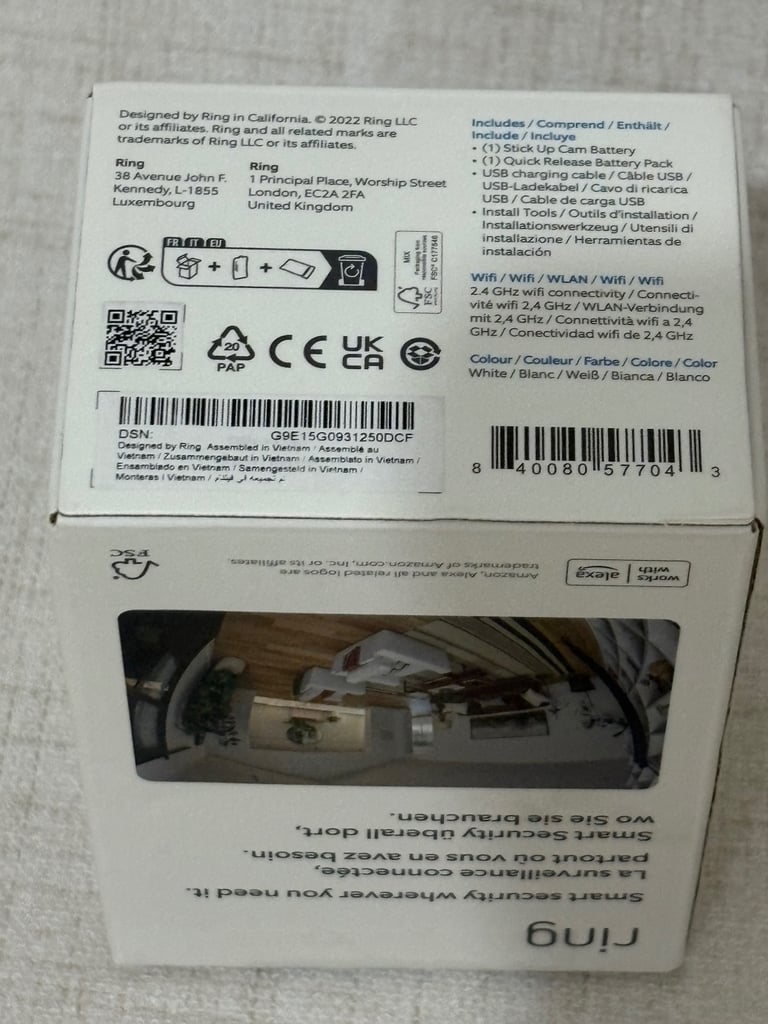 Designed by Ring in California. © 2022 Ring LLC
or its affiliates. Ring and all related marks are
trademarks of Ring LLC or its affiliates.
Ring
38 Avenue John F.
Kennedy, L-1855
Luxembourg
Ring
1 Principal Place, Worship Street
London, EC2A 2FA
United Kingdom
FR IT EU
MIX
Packaging from
responsible sources
FSC® C177546
FSC
20
PAP
CE
UK
CA
DSN: G9E15G0931250DCF
Designed by Ring Assembled in Vietnam / Assemblé au
Vietnam / Zusammengebaut in Vietnam / Assemblato in Vietnam /
Ensamblado en Vietnam / Samengesteld in Vietnam /
Monteras i Vietnam / تم تجميعه في فيتنام
Includes / Comprend / Enthält /
Include / Incluye
• (1) Stick Up Cam Battery
• (1) Quick Release Battery Pack
• USB charging cable / Câble USB /
USB-Ladekabel / Cavo di ricarica
USB / Cable de carga USB
• Install Tools / Outils d'installation /
Installationswerkzeug / Utensili di
installazione / Herramientas de
instalación
Wifi / Wifi / WLAN / Wifi / Wifi
2.4 GHz wifi connectivity / Connecti-
vité wifi 2,4 GHz / WLAN-Verbindung
mit 2,4 GHz / Connettività wifi a 2,4
GHz / Conectividad wifi de 2,4 GHz
Colour / Couleur / Farbe / Colore / Color
White / Blanc / Weiß / Bianca / Blanco
8 40080 57704 3
ring
Smart security wherever you need it.
La surveillance connectée,
partout où vous en avez besoin.
Smart Security überall dort,
wo Sie sie brauchen.
works
with
alexa
Amazon, Alexa and all related logos are
trademarks of Amazon.com, Inc. or its affiliates.
FSC